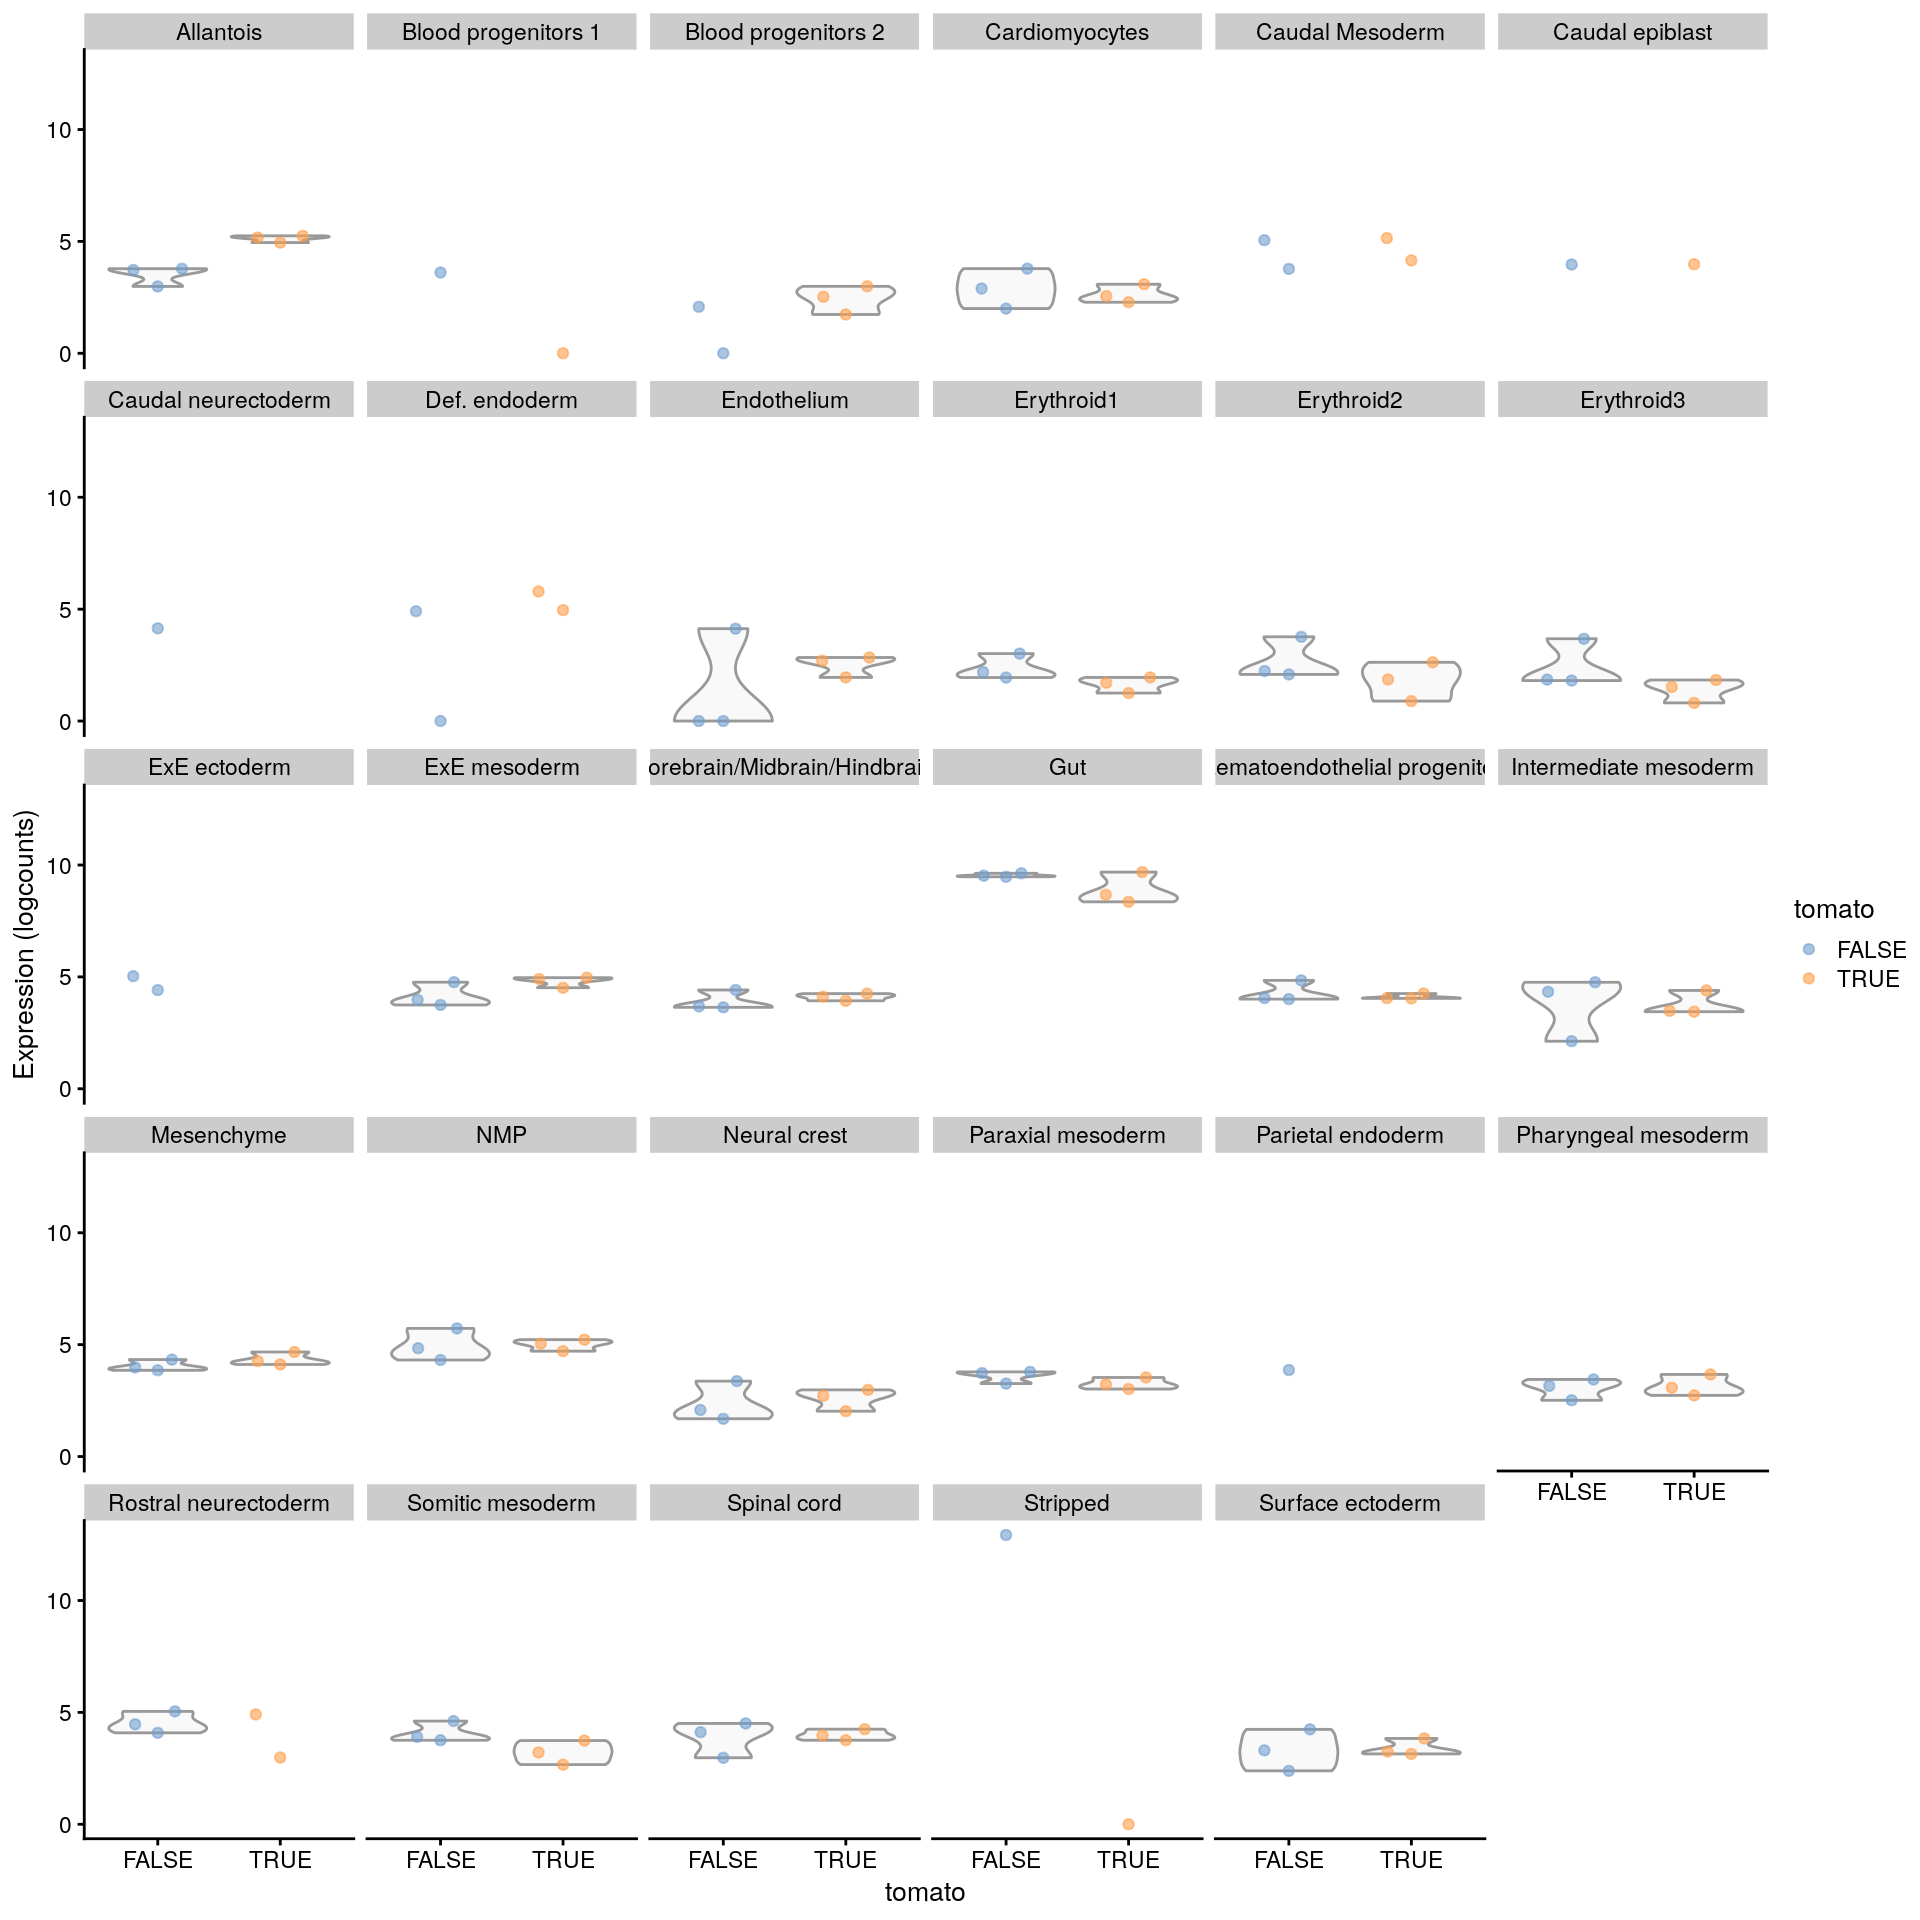 Allantois
Blood progenitors 1
Blood progenitors 2
Cardiomyocytes
Caudal Mesoderm
Caudal epiblast
10
5
0
Caudal neurectoderm
Def. endoderm
Endothelium
Erythroid1
Erythroid2
Erythroid3
10
5
0
ExE ectoderm
ExE mesoderm
orebrain/Midbrain/Hindbrai
Gut
ematoendothelial progenito
Intermediate mesoderm
10
5
0
Expression (logcounts)
tomato
FALSE
TRUE
Mesenchyme
NMP
Neural crest
Paraxial mesoderm
Parietal endoderm
Pharyngeal mesoderm
10
5
0
FALSE TRUE
Rostral neurectoderm
Somitic mesoderm
Spinal cord
Stripped
Surface ectoderm
10
5
0
FALSE TRUE
FALSE TRUE
FALSE TRUE
FALSE TRUE
FALSE TRUE
tomato